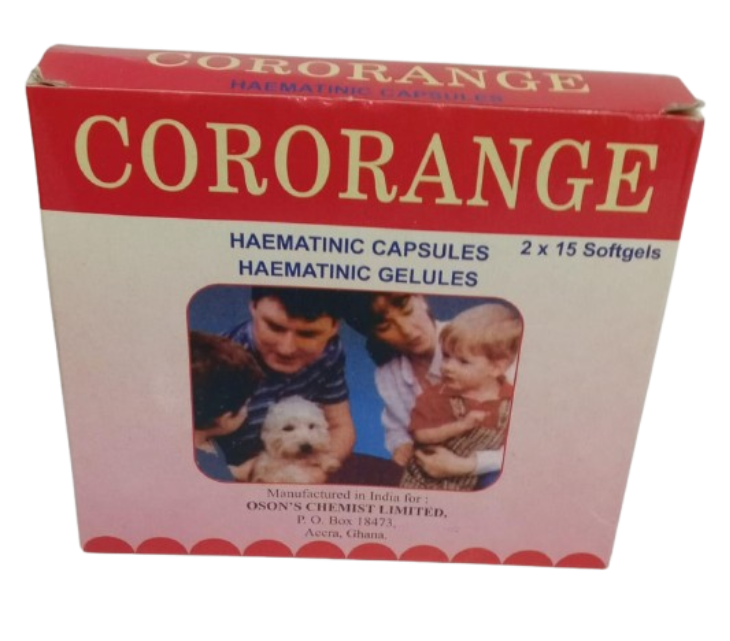 CORORANGE
HAEMATINIC CAPSULES
CORORANGE
HAEMATINIC CAPSULES 2 x 15 Softgels
HAEMATINIC GELULES
Manufactured in India for :
OSON'S CHEMIST LIMITED,
P. O. Box 18473,
Accra, Ghana.